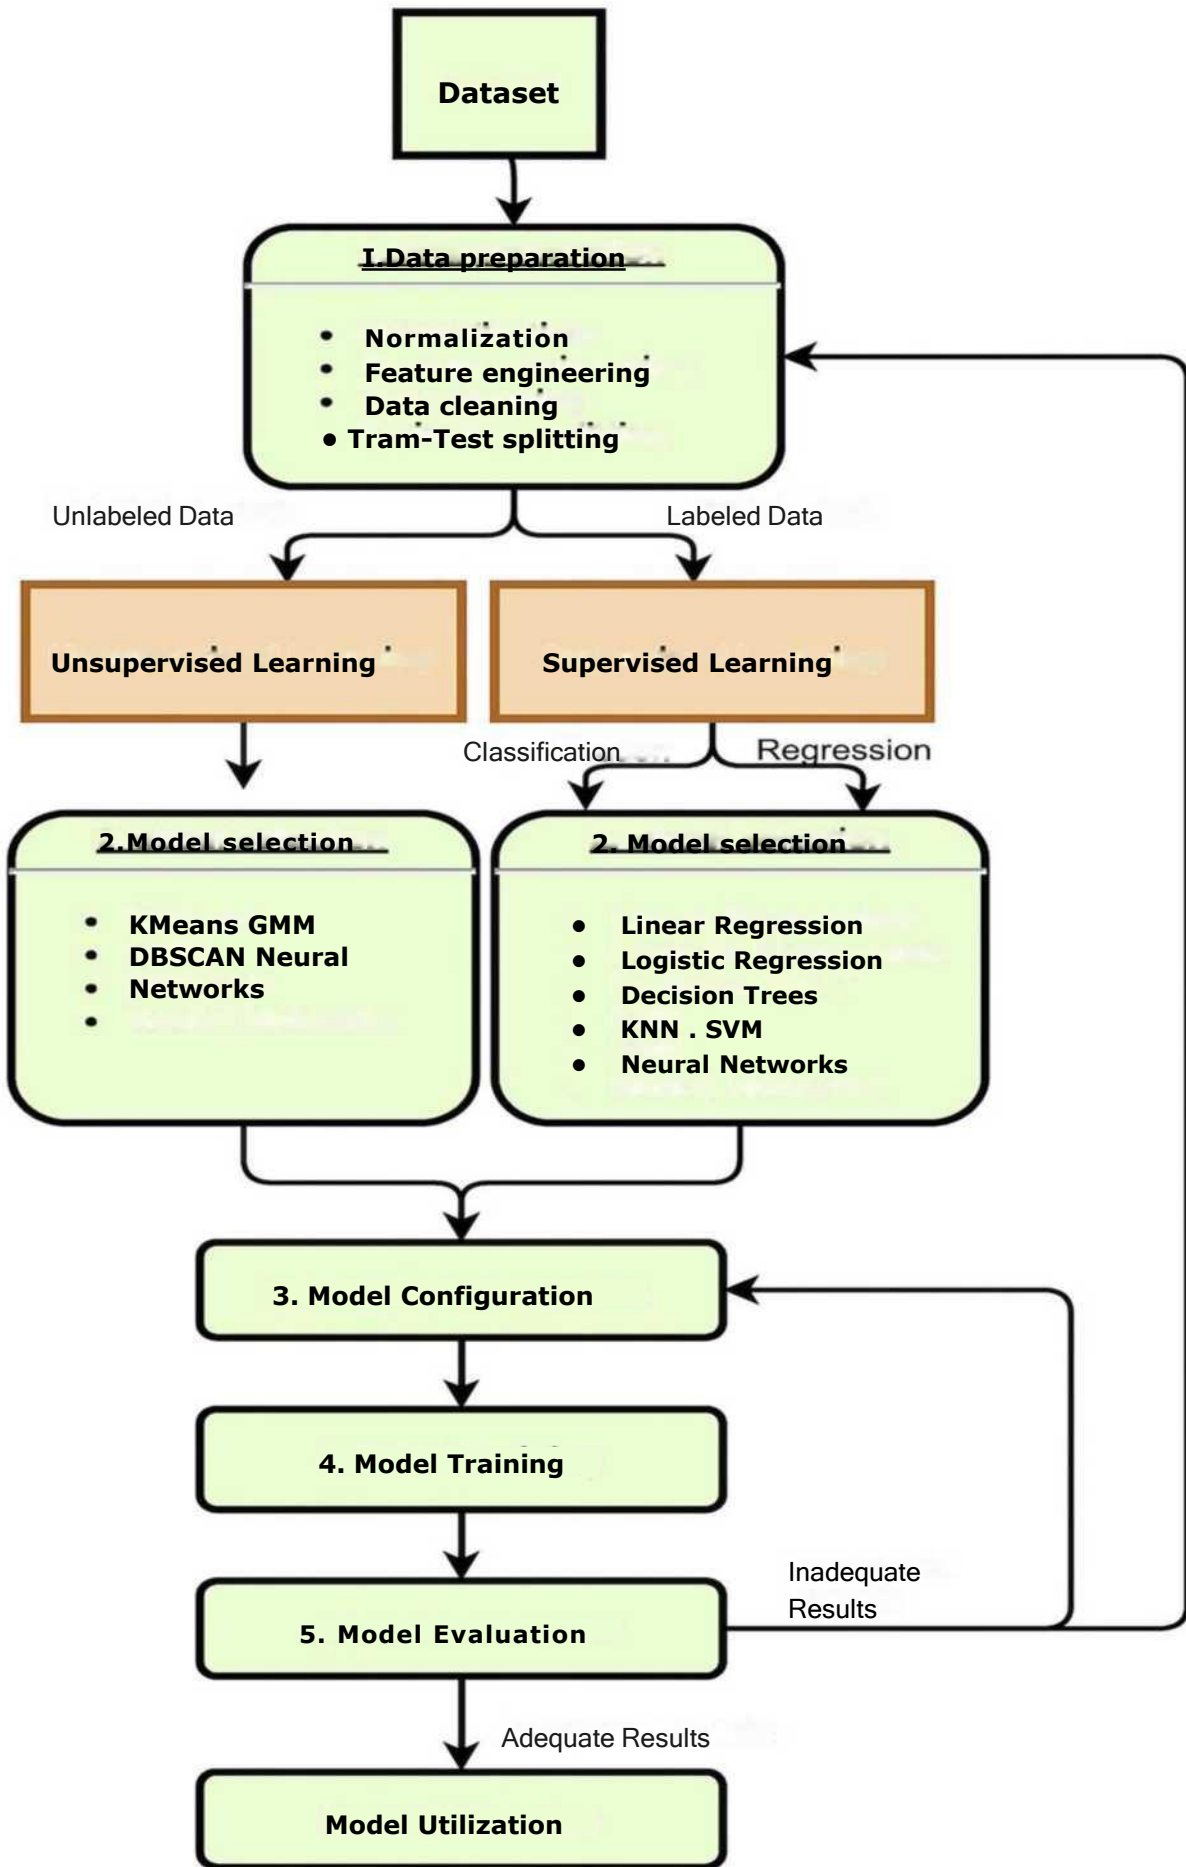 Dataset
I.Data preparation
• Normalization
• Feature engineering
• Data cleaning
• Tram-Test splitting
Unlabeled Data
Labeled Data
Unsupervised Learning
Supervised Learning
Classification
Regression
2.Model selection
• KMeans GMM
• DBSCAN Neural
• Networks
•
2. Model selection
• Linear Regression
• Logistic Regression
• Decision Trees
• KNN . SVM
• Neural Networks
3. Model Configuration
4. Model Training
5. Model Evaluation
Inadequate
Results
Adequate Results
Model Utilization